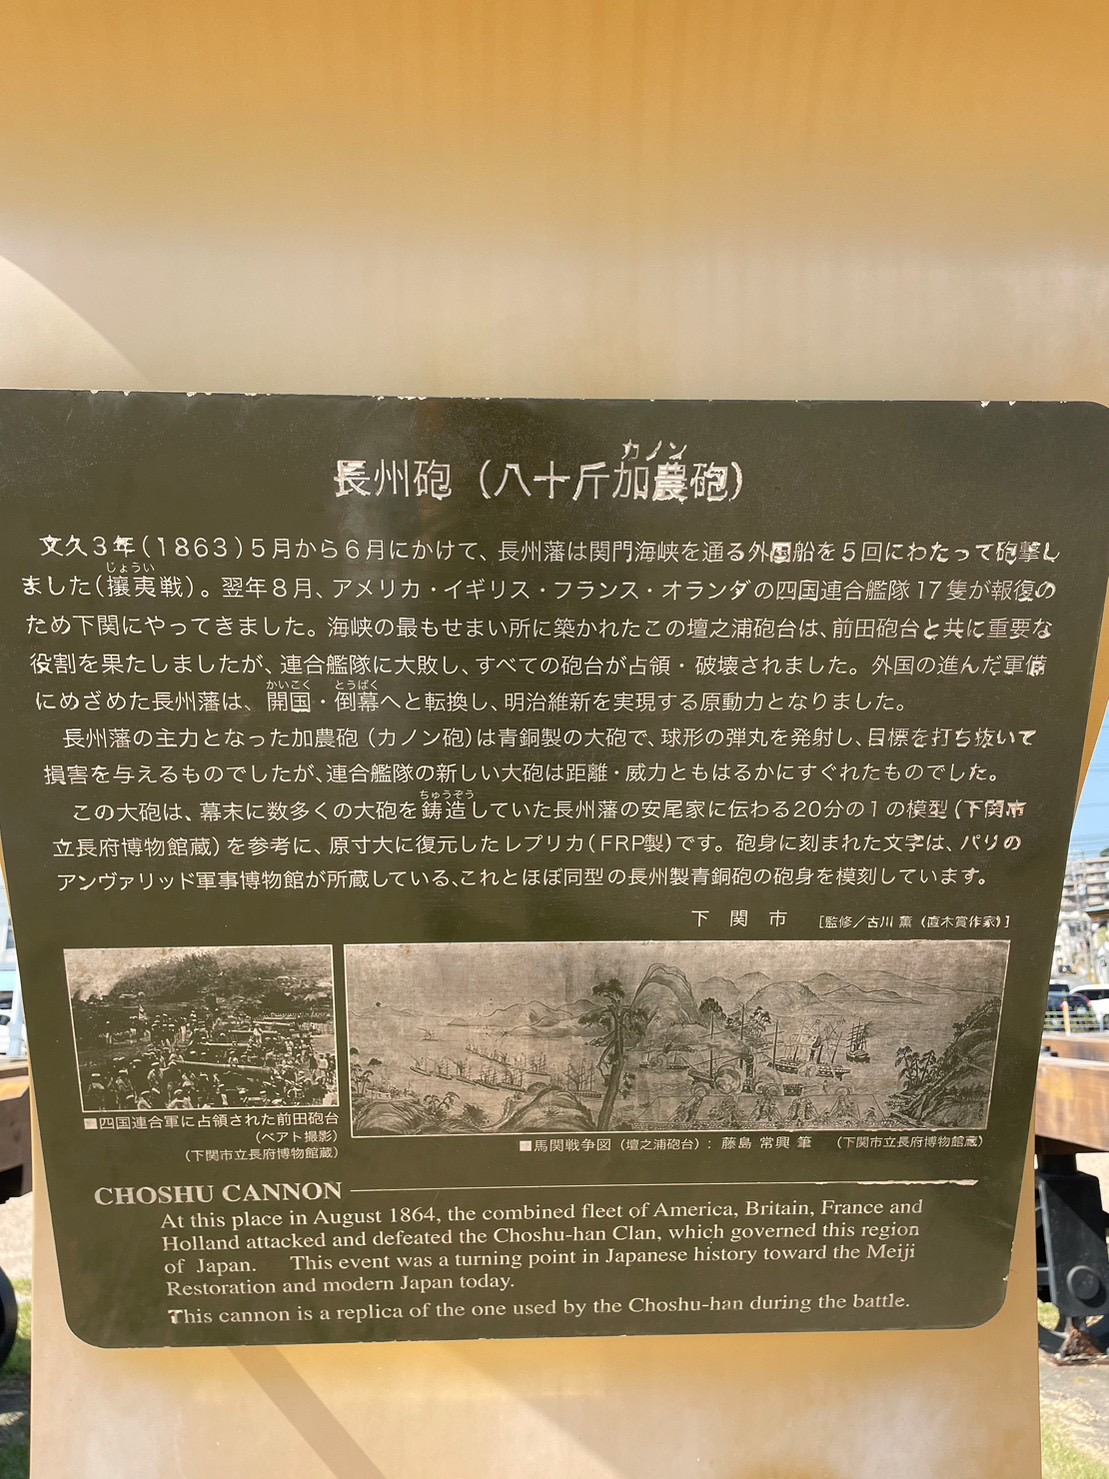 カノン
長州砲（八十斤加農砲）
文久３年（１８６３）５月から６月にかけて、長州藩は関門海峡を通る外国船を５回にわたって砲撃し
じょうい
ました（攘夷戦）。翌年８月、アメリカ・イギリス・フランス・オランダの四国連合艦隊17隻が報復の
ため下関にやってきました。海峡の最もせまい所に築かれたこの壇之浦砲台は、前田砲台と共に重要な
役割を果たしましたが、連合艦隊に大敗し、すべての砲台が占領・破壊されました。外国の進んだ軍備
かいこく とうばく
にめざめた長州藩は、開国・倒幕へと転換し、明治維新を実現する原動力となりました。
長州藩の主力となった加農砲（カノン砲）は青銅製の大砲で、球形の弾丸を発射し、目標を打ち抜いて
損害を与えるものでしたが、連合艦隊の新しい大砲は距離・威力ともはるかにすぐれたものでした。
ちゅうぞう
この大砲は、幕末に数多くの大砲を鋳造していた長州藩の安尾家に伝わる20分の1の模型（下関市
立長府博物館蔵）を参考に、原寸大に復元したレプリカ（FRP製）です。砲身に刻まれた文字は、パリの
アンヴァリッド軍事博物館が所蔵している、これとほぼ同型の長州製青銅砲の砲身を模刻しています。
下関市 ［監修／古川 薫（直木賞作家）］
■四国連合軍に占領された前田砲台
（ベアト撮影）
（下関市立長府博物館蔵）
■馬関戦争図（壇之浦砲台）：藤島 常興 筆 （下関市立長府博物館蔵）
CHOSHU CANNON
At this place in August 1864, the combined fleet of America, Britain, France and
Holland attacked and defeated the Choshu-han Clan, which governed this region
of Japan. This event was a turning point in Japanese history toward the Meiji
Restoration and modern Japan today.
This cannon is a replica of the one used by the Choshu-han during the battle.